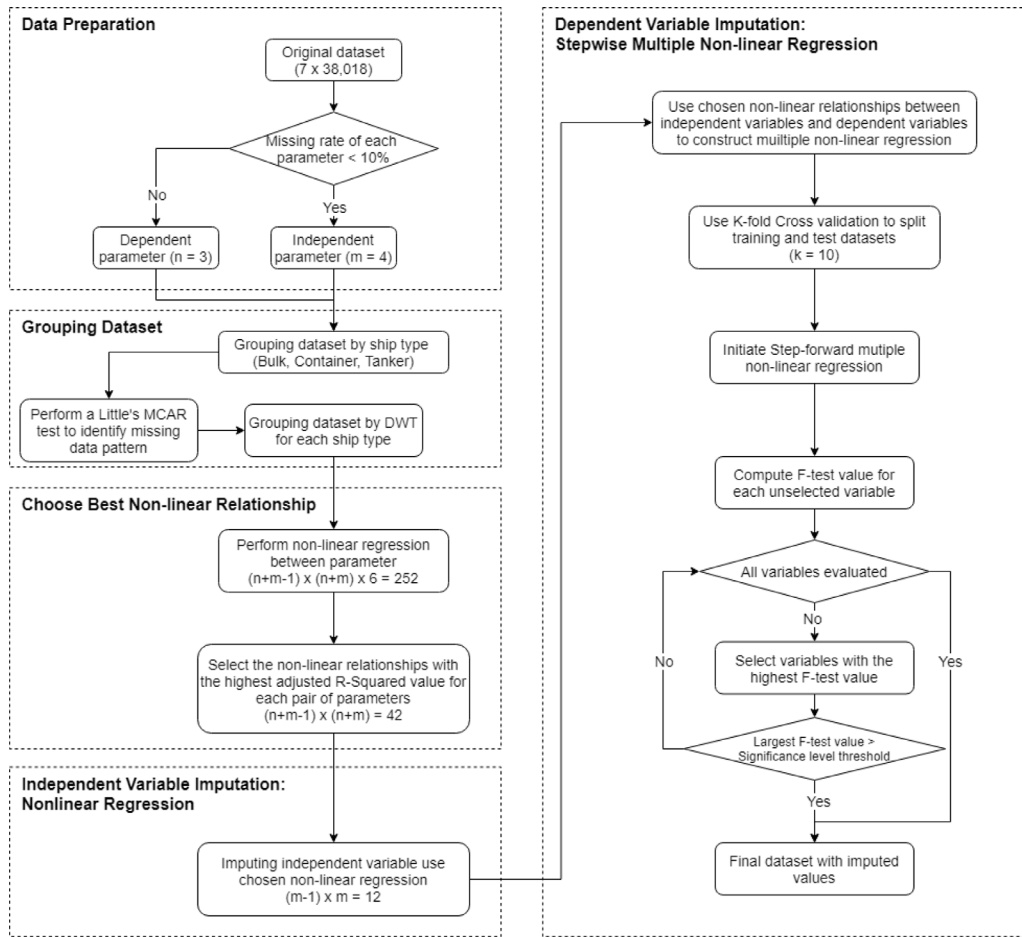 Data Preparation
Original dataset
(7 x 38,018)
Missing rate of each
parameter < 10%
No
Yes
Dependent
parameter (n = 3)
Independent
parameter (m = 4)
Grouping Dataset
Grouping dataset by ship type
(Bulk, Container, Tanker)
Perform a Little's MCAR
test to identify missing
data pattern
Grouping dataset by DWT
for each ship type
Choose Best Non-linear Relationship
Perform non-linear regression
between parameter
(n+m-1) x (n+m) x 6 = 252
Select the non-linear relationships with
the highest adjusted R-Squared value for
each pair of parameters
(n+m-1) x (n+m) = 42
Independent Variable Imputation:
Nonlinear Regression
Imputing independent variable use
chosen non-linear regression
(m-1) x m = 12
Dependent Variable Imputation:
Stepwise Multiple Non-linear Regression
Use chosen non-linear relationships between
independent variables and dependent variables
to construct muiltiple non-linear regression
Use K-fold Cross validation to split
training and test datasets
(k = 10)
Initiate Step-forward mutiple
non-linear regression
Compute F-test value for
each unselected variable
All variables evaluated
No
Select variables with the
highest F-test value
No
Yes
Largest F-test value >
Significance level threshold
Yes
Final dataset with imputed
values